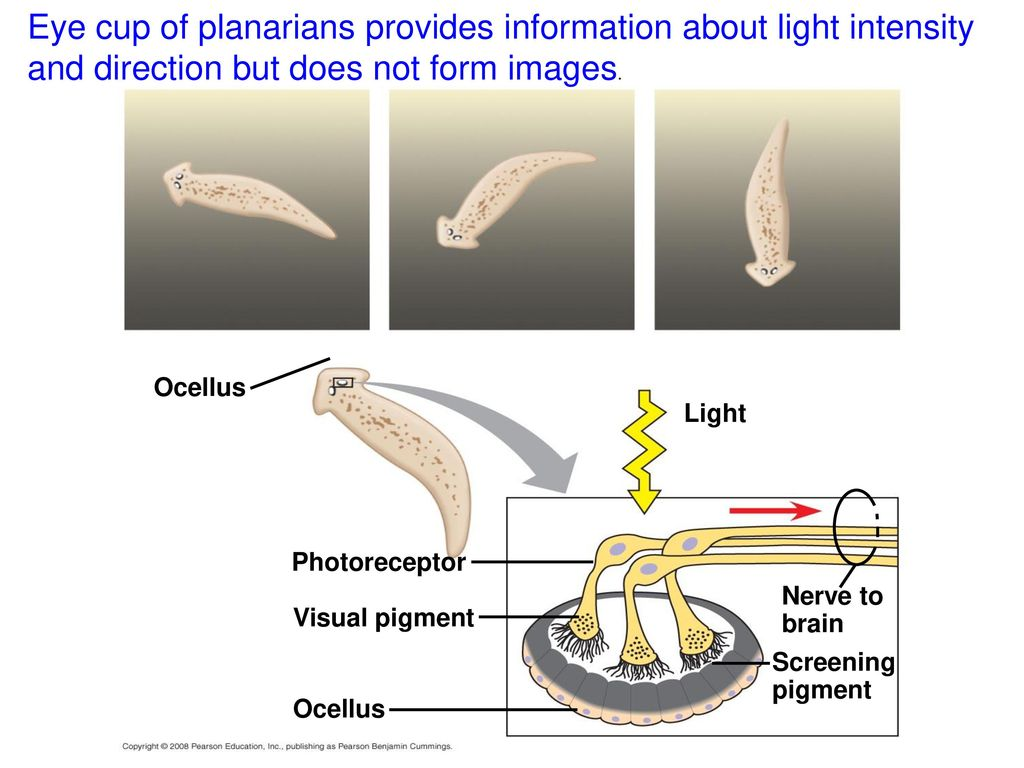 Eye cup of planarians provides information about light intensity
and direction but does not form images.
Ocellus
Light
Photoreceptor
Visual pigment
Nerve to
brain
Screening
pigment
Ocellus
Copyright © 2008 Pearson Education, Inc., publishing as Pearson Benjamin Cummings.